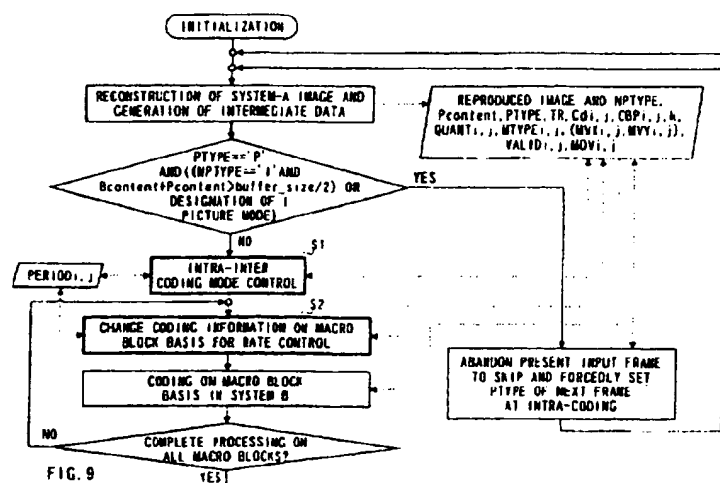 INITIALIZATION
RECONSTRUCTION OF SYSTEM-A IMAGE AND
GENERATION OF INTERMEDIATE DATA
REPRODUCED IMAGE AND NPTYPE,
Pcontent, PTYPE, TR, Cdi, j, CBPi, j, k,
QUANTi, j, MTYPEi, j, (MVXi, j, MVYi, j),
VALIDi, j, MOVi, j
PTYPE=='P'
AND((NPTYPE=='I'AND
Bcontent+Pcontent>buffer_size/2) OR
DESIGNATION OF I
PICTURE MODE)
YES
NO
S1
INTRA-INTER
CODING MODE CONTROL
PERIODi, j
S2
CHANGE CODING INFORMATION ON MACRO
BLOCK BASIS FOR RATE CONTROL
CODING ON MACRO BLOCK
BASIS IN SYSTEM B
ABANDON PRESENT INPUT FRAME
TO SKIP AND FORCEDLY SET
PTYPE OF NEXT FRAME
AT INTRA-CODING
NO
COMPLETE PROCESSING ON
ALL MACRO BLOCKS?
YES
FIG. 9